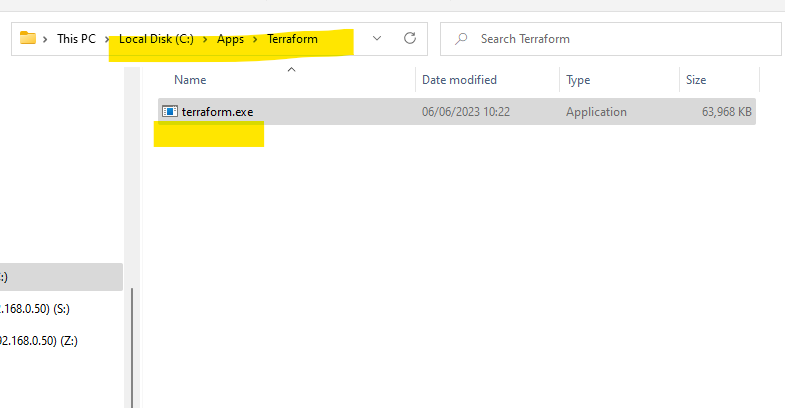 This PC > Local Disk (C:) > Apps > Terraform
Search Terraform
Name Date modified Type Size
terraform.exe 06/06/2023 10:22 Application 63,968 KB
:)
.168.0.50) (S:)
92.168.0.50) (Z:)